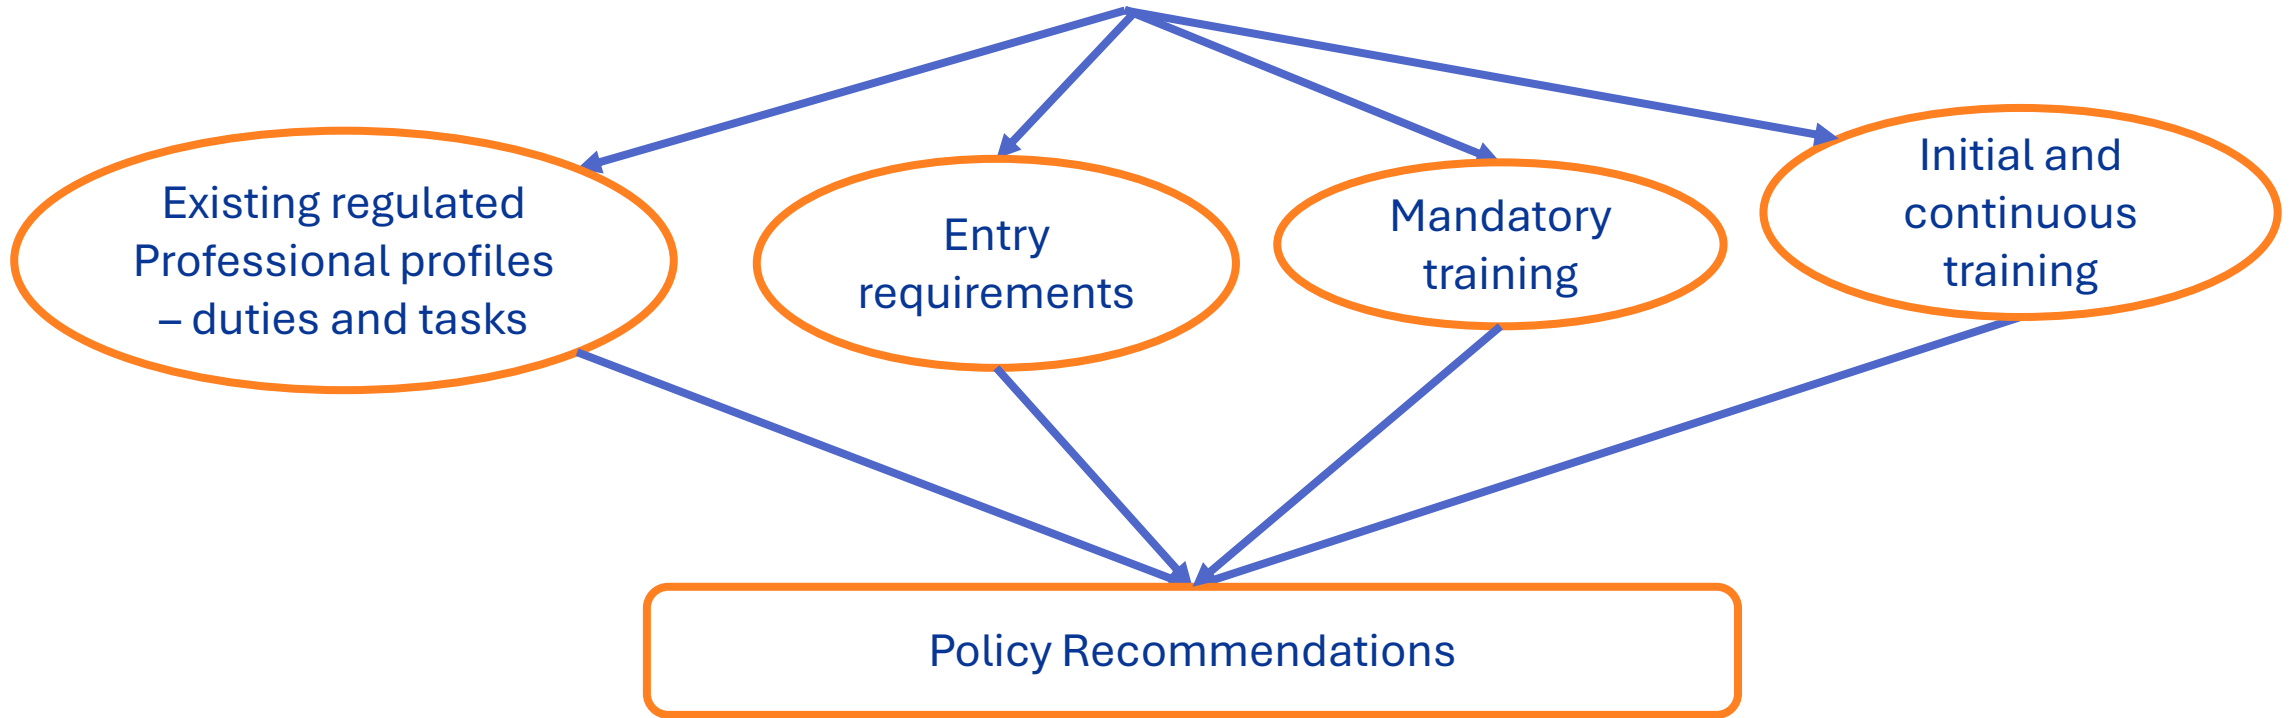 Existing regulated
Professional profiles
– duties and tasks
Entry
requirements
Mandatory
training
Initial and
continuous
training
Policy Recommendations